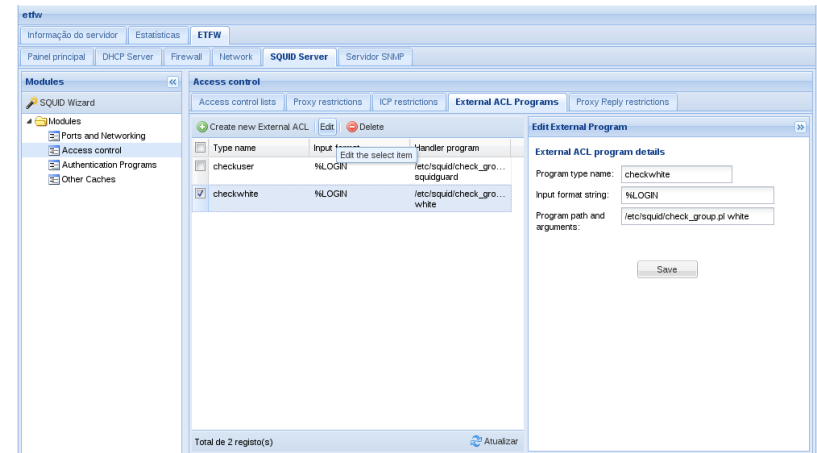 etfw
Informação do servidor Estatísticas ETFW
Painel principal DHCP Server Firewall Network SQUID Server Servidor SNMP
Modules
SQUID Wizard
Modules
Ports and Networking
Access control
Authentication Programs
Other Caches
Access control
Access control lists Proxy restrictions ICP restrictions External ACL Programs Proxy Reply restrictions
Create new External ACL Edit Delete
Type name Input format Handler program
Edit the select item
checkuser %LOGIN /etc/squid/check_gro...
squidguard
checkwhite %LOGIN /etc/squid/check_gro...
white
Total de 2 registo(s) Atualizar
Edit External Program
External ACL program details
Program type name: checkwhite
Input format string: %LOGIN
Program path and
arguments: /etc/squid/check_group.pl white
Save